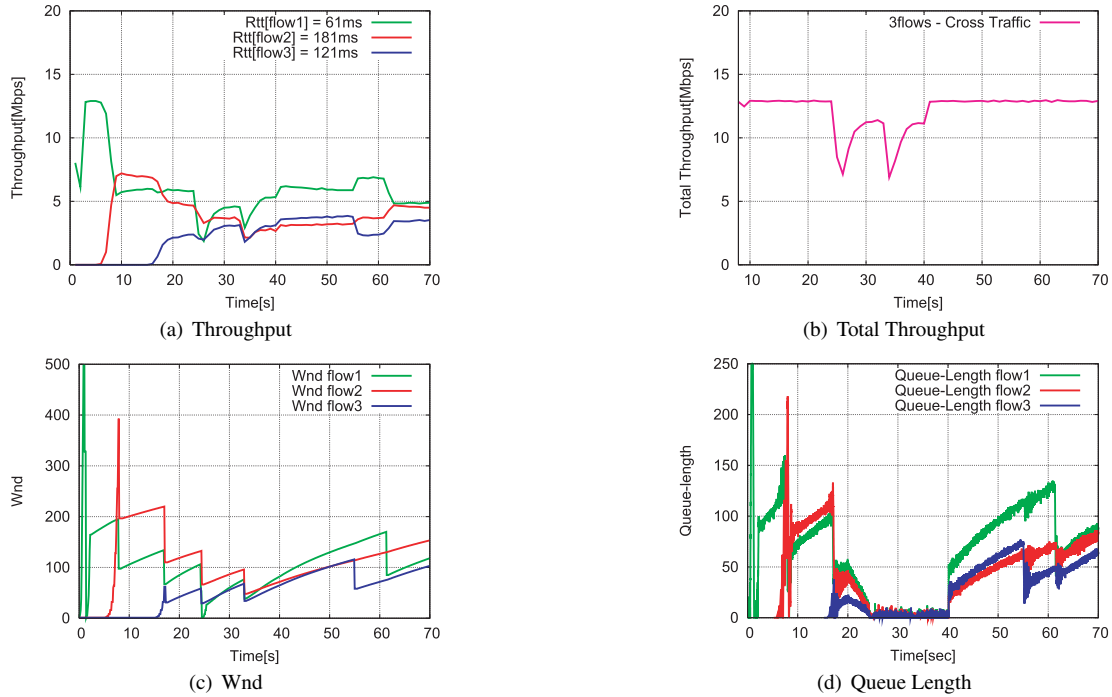 Rtt[flow1] = 61ms
Rtt[flow2] = 181ms
Rtt[flow3] = 121ms
Throughput[Mbps]
20
15
10
5
0
0 10 20 30 40 50 60 70
Time[s]
(a) Throughput
3flows - Cross Traffic
Total Throughput[Mbps]
20
15
10
5
0
10 20 30 40 50 60 70
Time[s]
(b) Total Throughput
Wnd flow1
Wnd flow2
Wnd flow3
Wnd
500
400
300
200
100
0
0 10 20 30 40 50 60 70
Time[s]
(c) Wnd
Queue-Length flow1
Queue-Length flow2
Queue-Length flow3
Queue-length
250
200
150
100
50
0
0 10 20 30 40 50 60 70
Time[sec]
(d) Queue Length